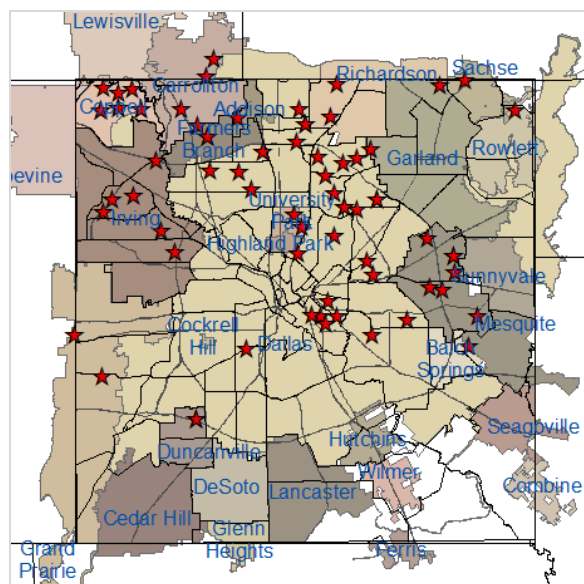 Lewisville
Carrollton
Richardson
Sachse
Coppell
Addison
Farmers
Branch
Garland
Rowlett
evine
Irving
University
Park
Highland Park
Sunnyvale
Cockrell
Hill
Dallas
Mesquite
Balch
Springs
Seagoville
Hutchins
Duncanville
Wilmer
DeSoto
Lancaster
Combine
Cedar Hill
Glenn
Heights
Grand
Prairie
Ferris